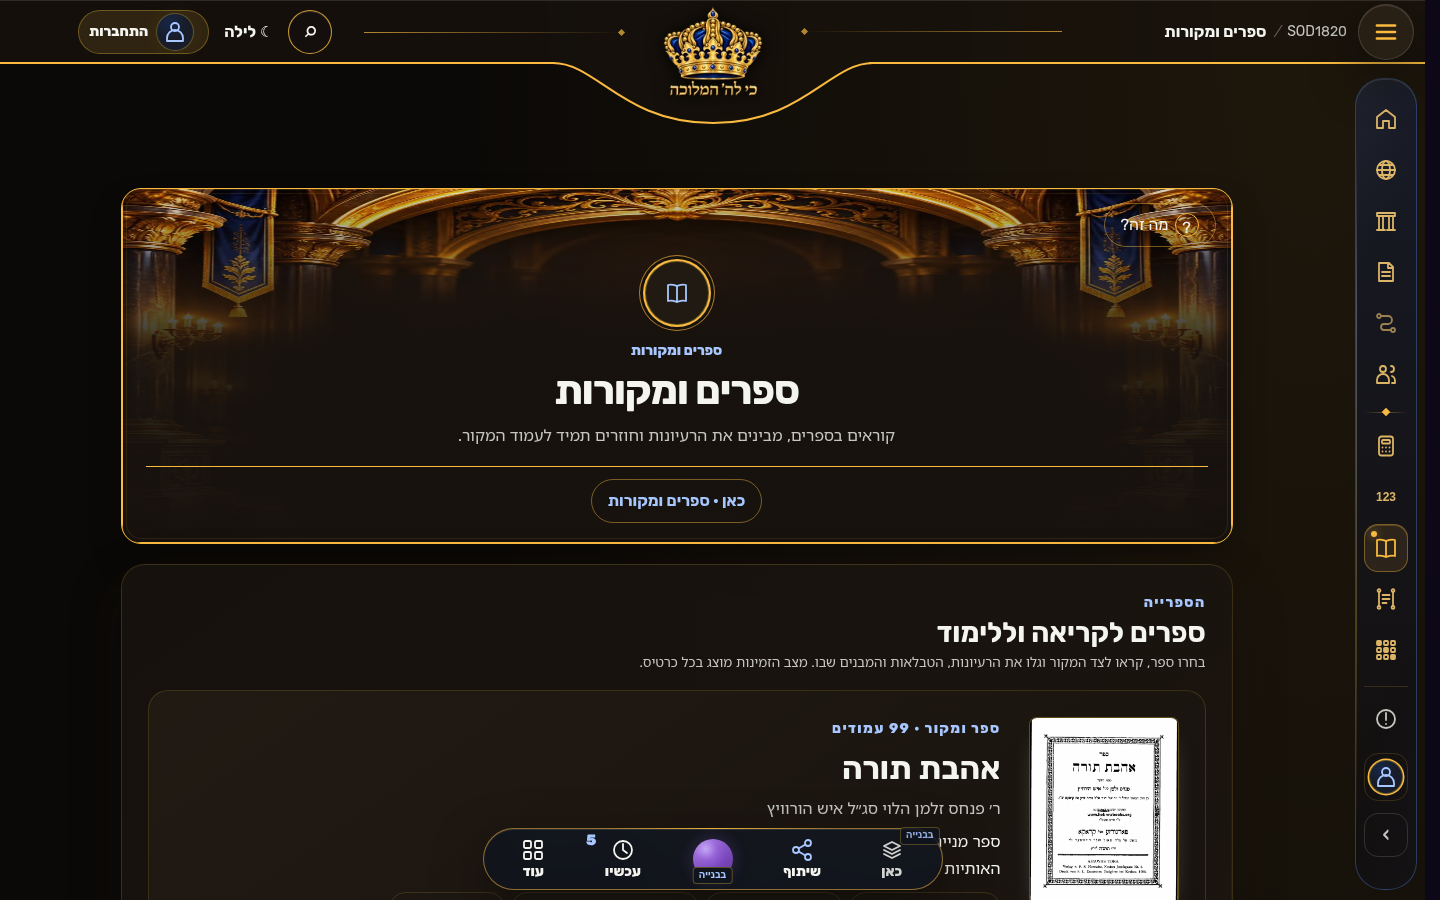 SOD1820 / ספרים ומקורות
כי לה' המלוכה
☾ לילה
התחברות
? מה זה?
ספרים ומקורות
ספרים ומקורות
קוראים בספרים, מבינים את הרעיונות וחוזרים תמיד לעמוד המקור.
כאן • ספרים ומקורות
123
הספרייה
ספרים לקריאה וללימוד
בחרו ספר, קראו לצד המקור וגלו את הרעיונות, הטבלאות והמבנים שבו. מצב הזמינות מוצג בכל כרטיס.
ספר ומקור • 99 עמודים
אהבת תורה
ר׳ פנחס זלמן הלוי סג״ל איש הורוויץ
ספר
האותיות
ספר
אהבת תורה
בבנייה
כאן
שיתוף
בבנייה
5
עכשיו
עוד